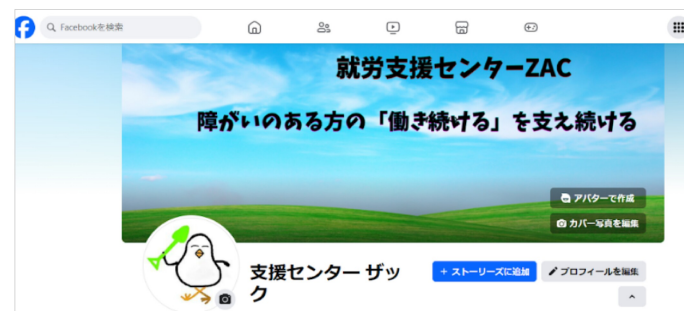 Facebookを検索
就労支援センターZAC
障がいのある方の「働き続ける」を支え続ける
アバターで作成
カバー写真を編集
支援センター ザッ
ク
+ ストーリーズに追加
プロフィールを編集